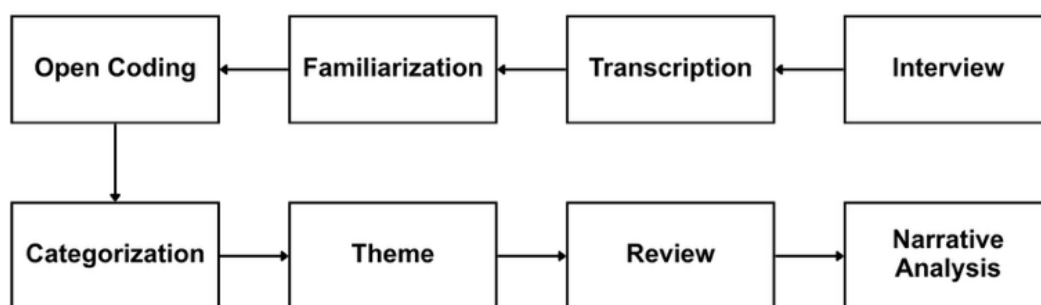 Open Coding
Familiarization
Transcription
Interview
Categorization
Theme
Review
Narrative
Analysis